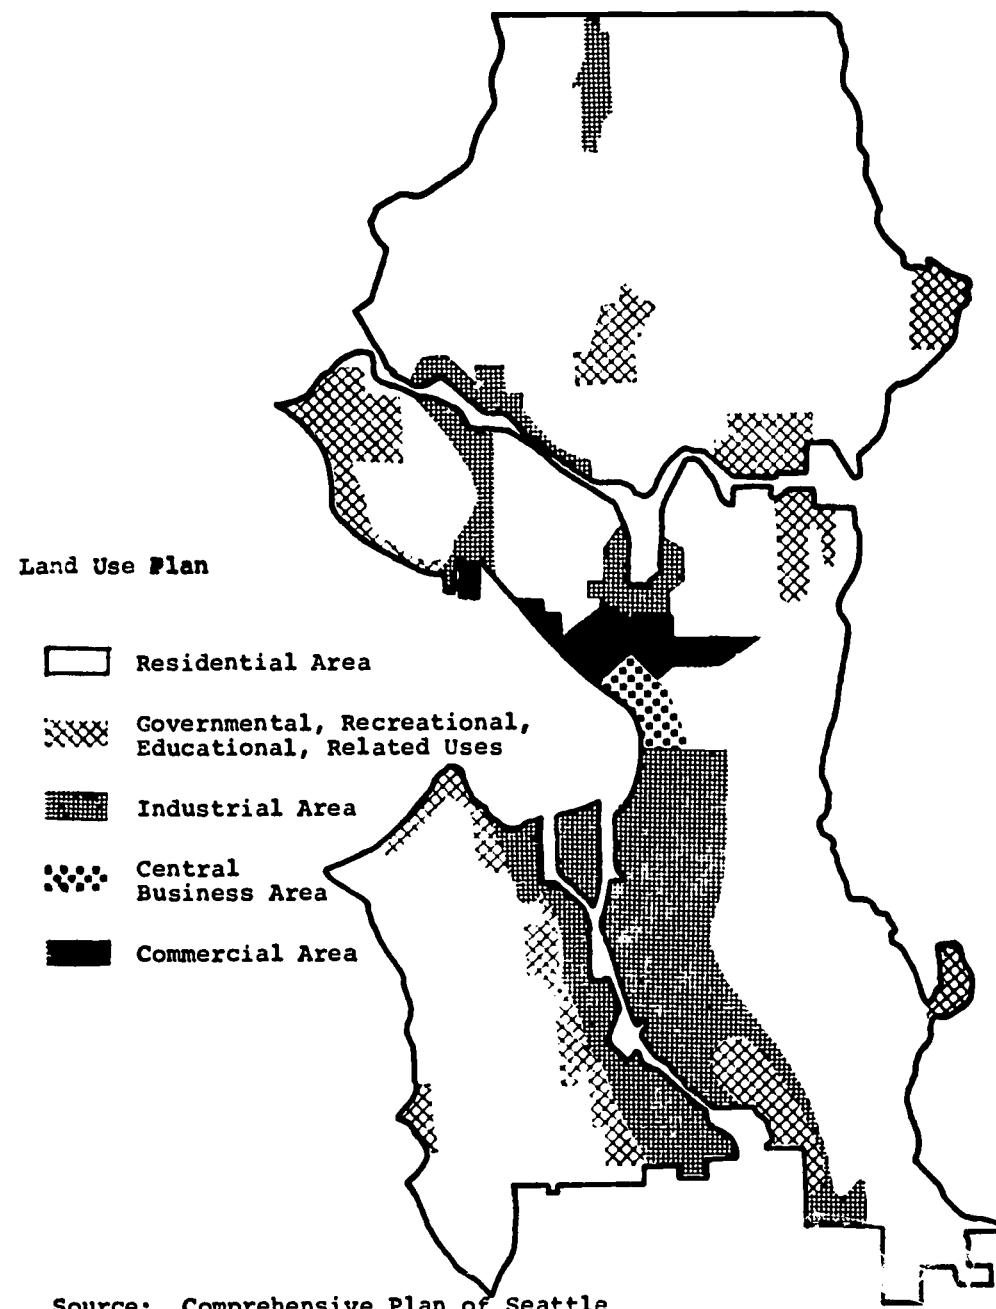 Land Use Plan
Residential Area
Governmental, Recreational,
Educational, Related Uses
Industrial Area
Central
Business Area
Commercial Area
Source: Comprehensive Plan of Seattle